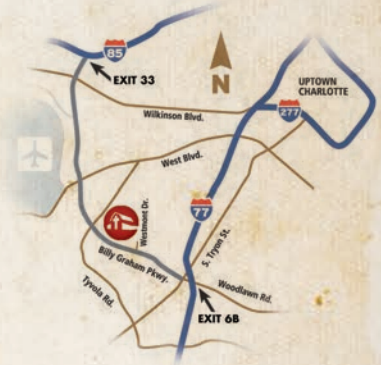 85
EXIT 33
N
UPTOWN
CHARLOTTE
277
Wilkinson Blvd.
West Blvd.
77
Westmont Dr.
S. Tryon St.
Billy Graham Pkwy.
Woodlawn Rd.
Tyvola Rd.
EXIT 6B